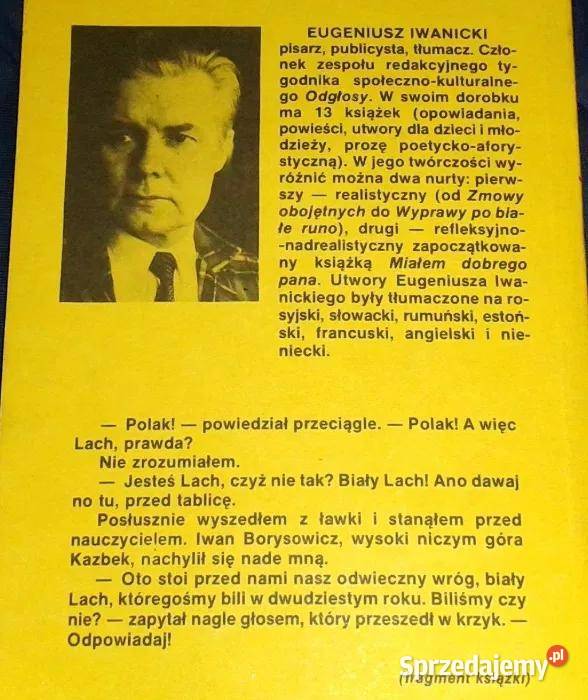 EUGENIUSZ IWANICKI
pisarz, publicysta, tłumacz. Czło-
nek zespołu redakcyjnego ty-
godnika społeczno-kulturalne-
go Odgłosy. W swoim dorobku
ma 13 książek (opowiadania,
powieści, utwory dla dzieci i mło-
dzieży, prozę poetycko-afory-
styczną). W jego twórczości wy-
różnić można dwa nurty: pierw-
szy — realistyczny (od Zmowy
obojętnych do Wyprawy po bia-
łe runo), drugi — refleksyjno-
-nadrealistyczny zapoczątkowa-
ny książką Miałem dobrego
pana. Utwory Eugeniusza Iwa-
nickiego były tłumaczone na ro-
syjski, słowacki, rumuński, estoń-
ski, francuski, angielski i nie-
niecki.
— Polak! — powiedział przeciągle. — Polak! A więc
Lach, prawda?
Nie zrozumiałem.
— Jesteś Lach, czyż nie tak? Biały Lach! Ano dawaj
no tu, przed tablicę.
Posłusznie wyszedłem z ławki i stanąłem przed
nauczycielem. Iwan Borysowicz, wysoki niczym góra
Kazbek, nachylił się nade mną.
— Oto stoi przed nami nasz odwieczny wróg, biały
Lach, któregośmy bili w dwudziestym roku. Biliśmy czy
nie? — zapytał nagle głosem, który przeszedł w krzyk. —
Odpowiadaj!
(fragment książki)
Sprzedajemy.pl